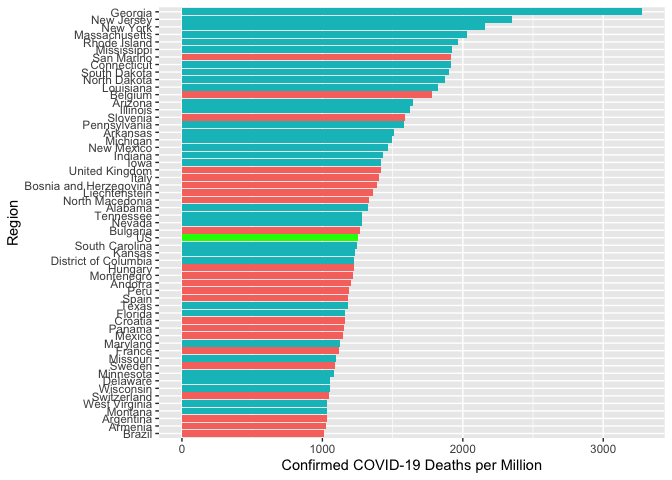 Georgia
New Jersey
New York
Massachusetts
Rhode Island
Mississippi
San Marino
Connecticut
South Dakota
North Dakota
Louisiana
Belgium
Arizona
Illinois
Slovenia
Pennsylvania
Arkansas
Michigan
New Mexico
Indiana
Iowa
United Kingdom
Italy
Bosnia and Herzegovina
Liechtenstein
North Macedonia
Alabama
Tennessee
Nevada
Bulgaria
US
South Carolina
Kansas
District of Columbia
Hungary
Montenegro
Andorra
Peru
Spain
Texas
Florida
Croatia
Panama
Mexico
Maryland
France
Missouri
Sweden
Minnesota
Delaware
Wisconsin
Switzerland
West Virginia
Montana
Argentina
Armenia
Brazil
Region
0 1000 2000 3000
Confirmed COVID-19 Deaths per Million